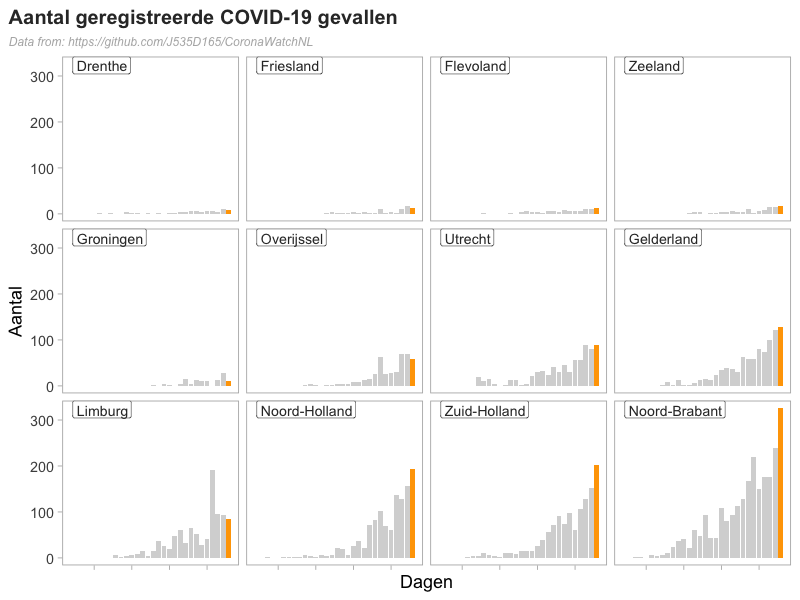 Aantal geregistreerde COVID-19 gevallen
Data from: https://github.com/J535D165/CoronaWatchNL
Drenthe
Friesland
Flevoland
Zeeland
300
200
100
0
Groningen
Overijssel
Utrecht
Gelderland
300
200
100
0
Aantal
Limburg
Noord-Holland
Zuid-Holland
Noord-Brabant
300
200
100
0
Dagen